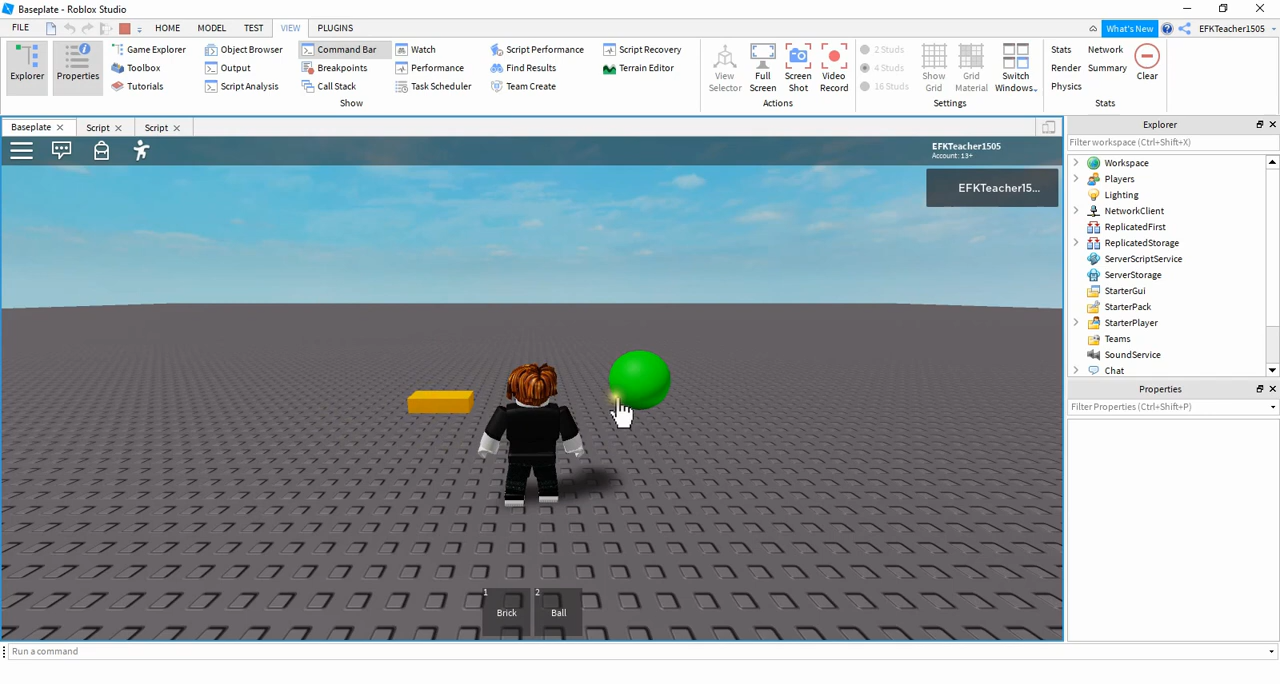 Baseplate - Roblox Studio
FILE HOME MODEL TEST VIEW PLUGINS What's New EFKTeacher1505
Explorer Properties
Game Explorer Object Browser Command Bar Watch Script Performance Script Recovery
Toolbox Output Breakpoints Performance Find Results Terrain Editor
Tutorials Script Analysis Call Stack Task Scheduler Team Create
Show
View Selector Full Screen Screen Shot Video Record
Actions
2 Studs
4 Studs
16 Studs
Show Grid Grid Material Switch Windows..
Settings
Stats Network
Render Summary
Physics
Clear
Stats
Baseplate Script Script
EFKTeacher1505
Account: 13+
EFKTeacher15...
1 Brick
2 Ball
Explorer
Filter workspace (Ctrl+Shift+X)
Workspace
Players
Lighting
NetworkClient
ReplicatedFirst
ReplicatedStorage
ServerScriptService
ServerStorage
StarterGui
StarterPack
StarterPlayer
Teams
SoundService
Chat
Properties
Filter Properties (Ctrl+Shift+P)
Run a command